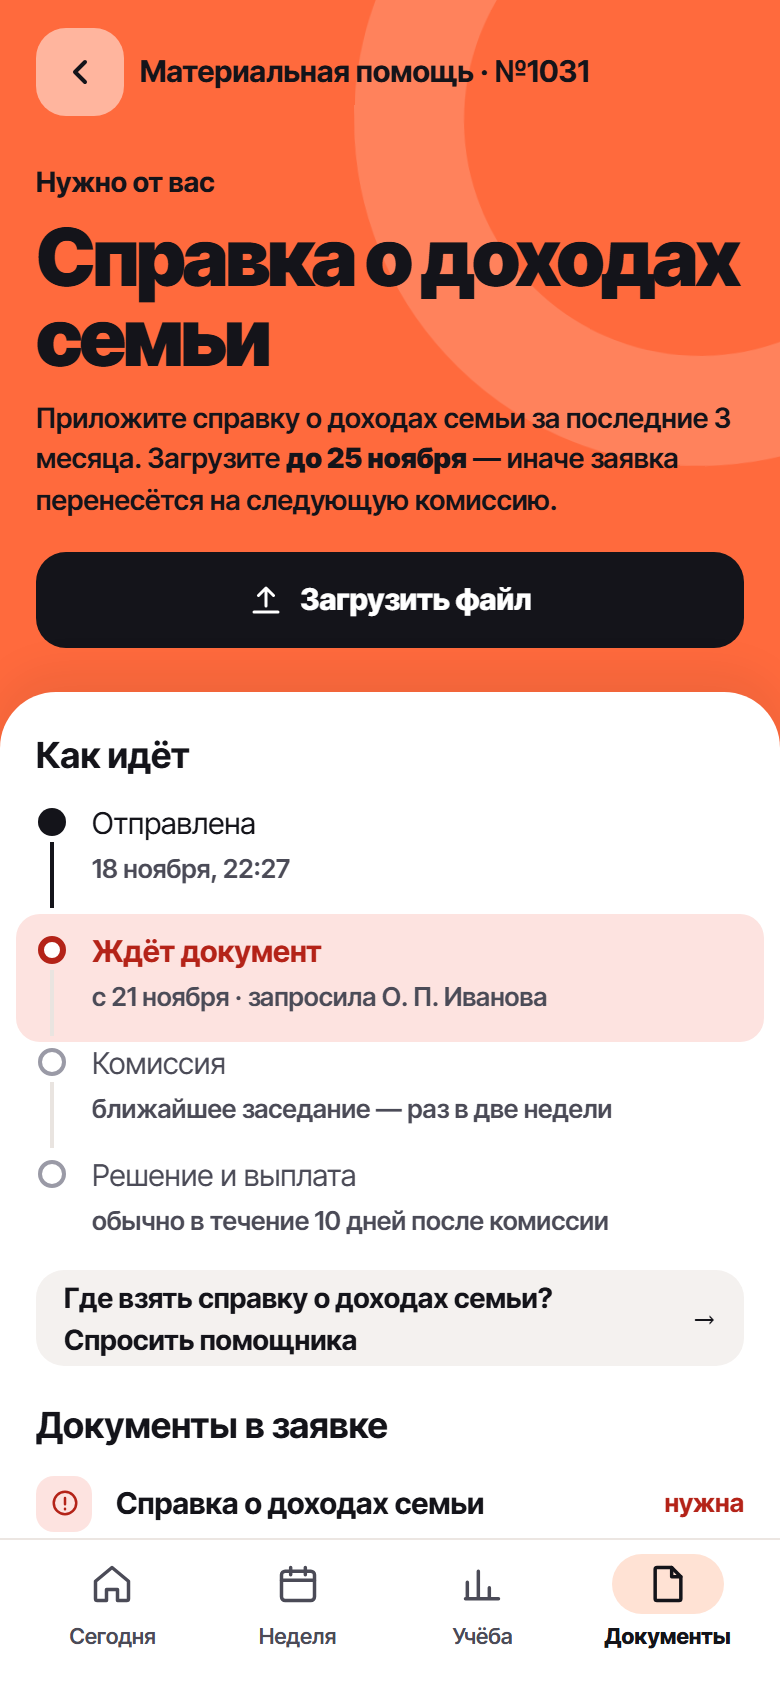 Материальная помощь · №1031
Нужно от вас
Справка о доходах
семьи
Приложите справку о доходах семьи за последние 3
месяца. Загрузите до 25 ноября — иначе заявка
перенесётся на следующую комиссию.
Загрузить файл
Как идёт
Отправлена
18 ноября, 22:27
Ждёт документ
с 21 ноября · запросила О. П. Иванова
Комиссия
ближайшее заседание — раз в две недели
Решение и выплата
обычно в течение 10 дней после комиссии
Где взять справку о доходах семьи?
Спросить помощника →
Документы в заявке
Справка о доходах семьи нужна
Сегодня Неделя Учёба Документы